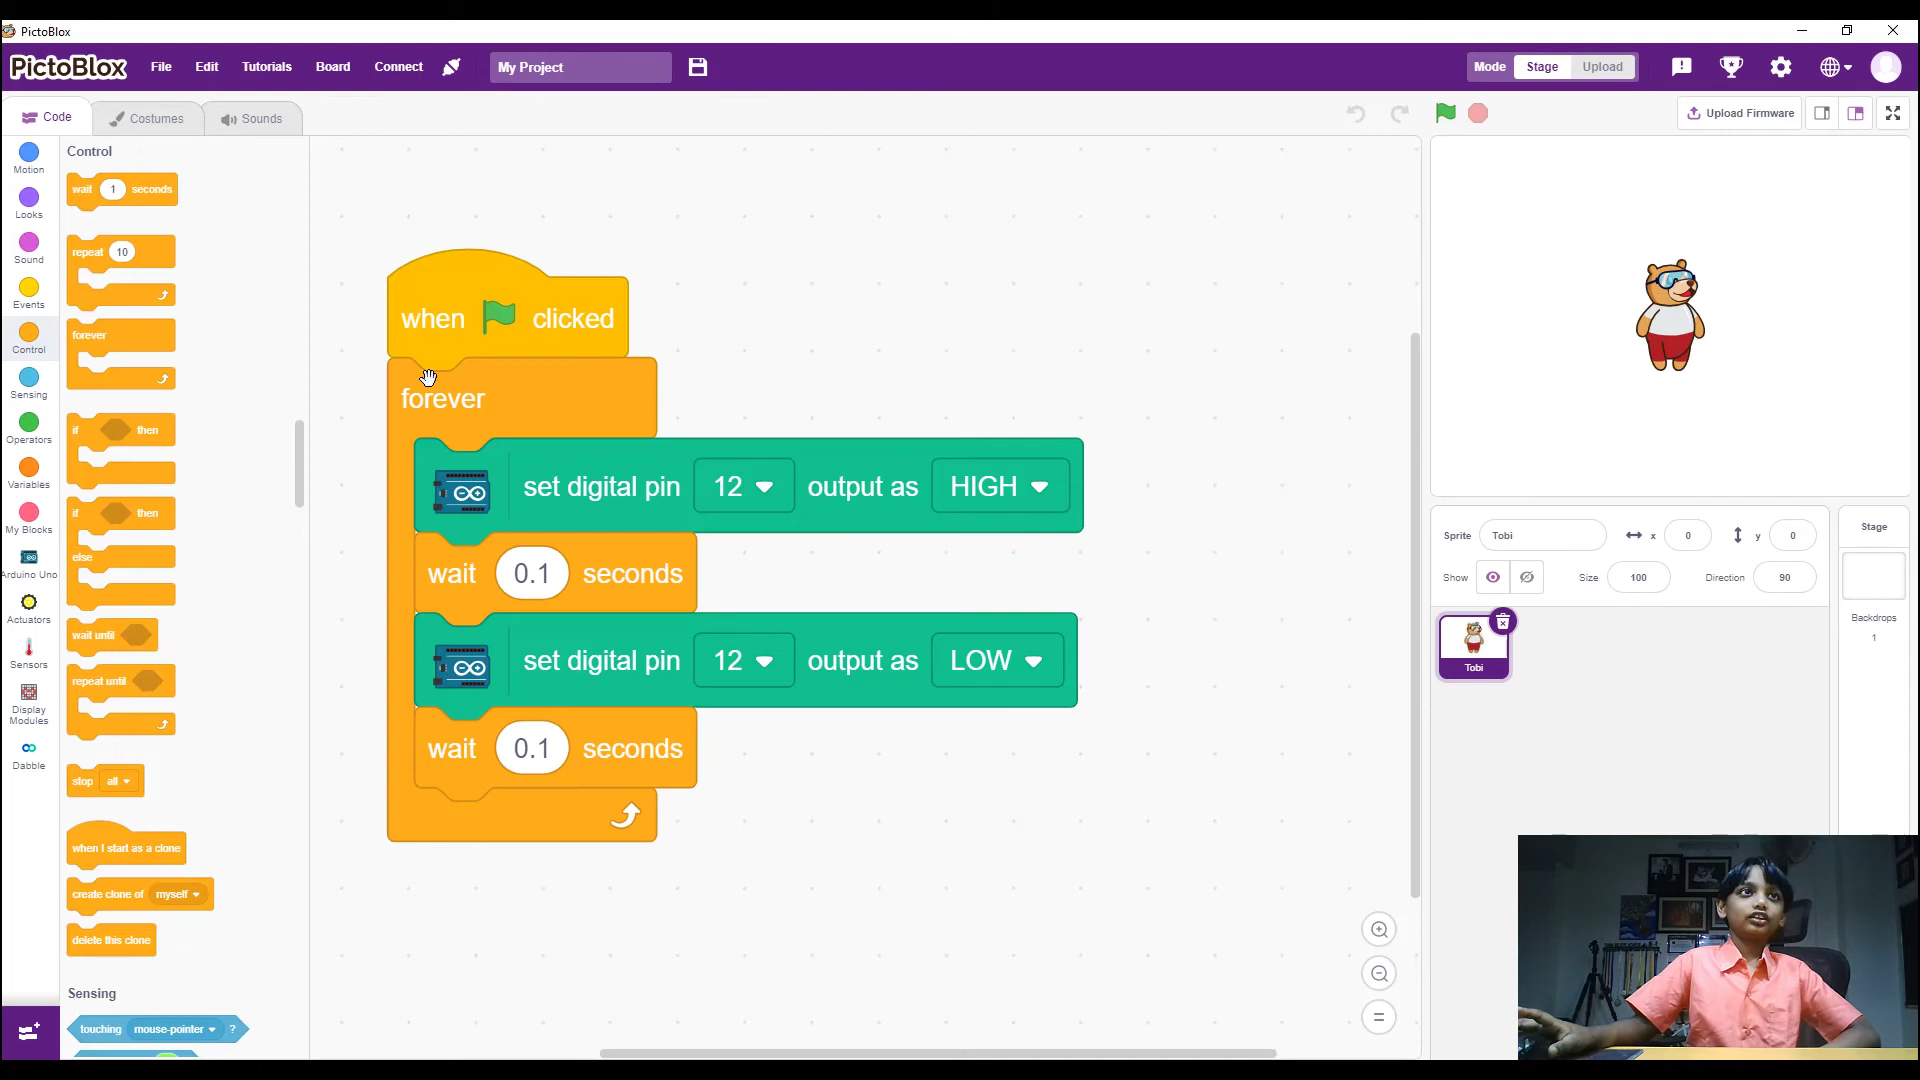 PictoBlox
PictoBlox File Edit Tutorials Board Connect My Project Mode Stage Upload
Code Costumes Sounds Upload Firmware
Motion
Looks
Sound
Events
Control
Sensing
Operators
Variables
My Blocks
Arduino Uno
Actuators
Sensors
Display
Modules
Dabble
Control
wait 1 seconds
repeat 10
forever
if then
if then
else
wait until
repeat until
stop all
when I start as a clone
create clone of myself
delete this clone
Sensing
touching mouse-pointer ?
when clicked
forever
set digital pin 12 output as HIGH
wait 0.1 seconds
set digital pin 12 output as LOW
wait 0.1 seconds
Sprite Tobi x 0 y 0
Show Size 100 Direction 90
Tobi
Stage
Backdrops
1